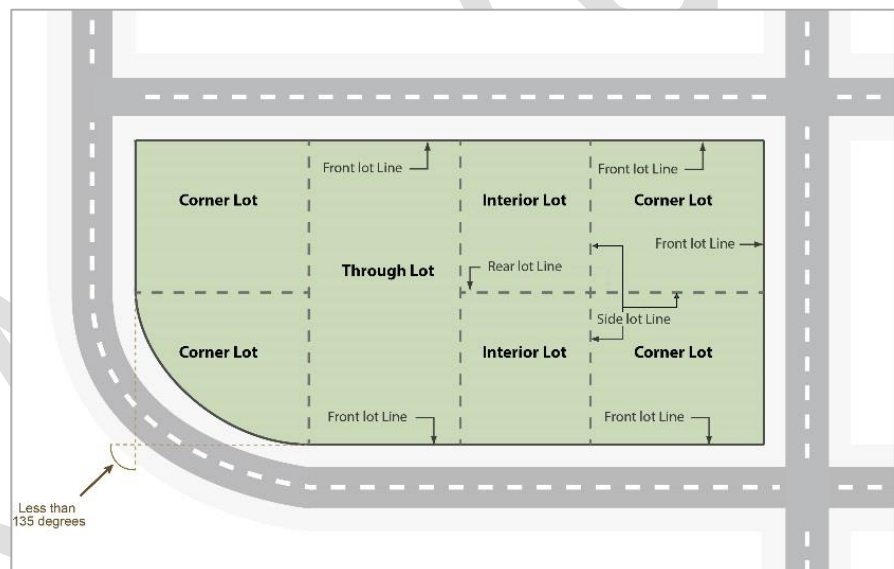 Front lot Line
Front lot Line
Corner Lot
Interior Lot
Corner Lot
Front lot Line
Through Lot
Rear lot Line
Side lot Line
Corner Lot
Interior Lot
Corner Lot
Front lot Line
Front lot Line
Less than
135 degrees